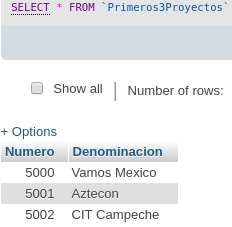 SELECT * FROM `Primeros3Proyectos`
Show all Number of rows:
+ Options
Numero Denominacion
5000 Vamos Mexico
5001 Aztecon
5002 CIT Campeche